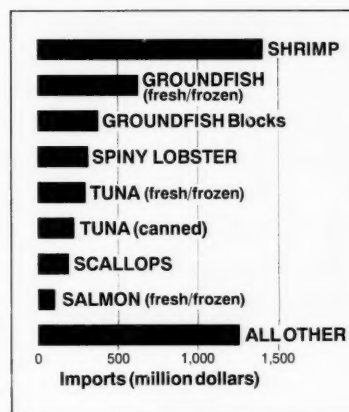 SHRIMP
GROUNDFISH
(fresh/frozen)
GROUNDFISH Blocks
SPINY LOBSTER
TUNA (fresh/frozen)
TUNA (canned)
SCALLOPS
SALMON (fresh/frozen)
ALL OTHER
0 500 1,000 1,500
Imports (million dollars)